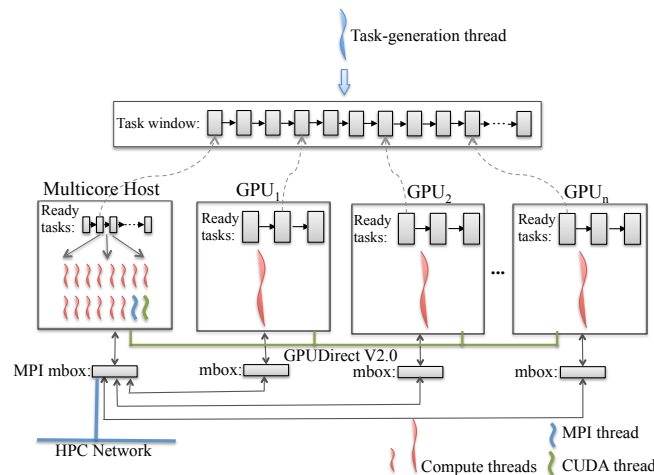 Task-generation thread
Task window:
Multicore Host
GPU1
GPU2
GPUn
Ready tasks:
Ready tasks:
Ready tasks:
Ready tasks:
...
GPUDirect V2.0
MPI mbox:
mbox:
mbox:
mbox:
HPC Network
Compute threads
MPI thread
CUDA thread